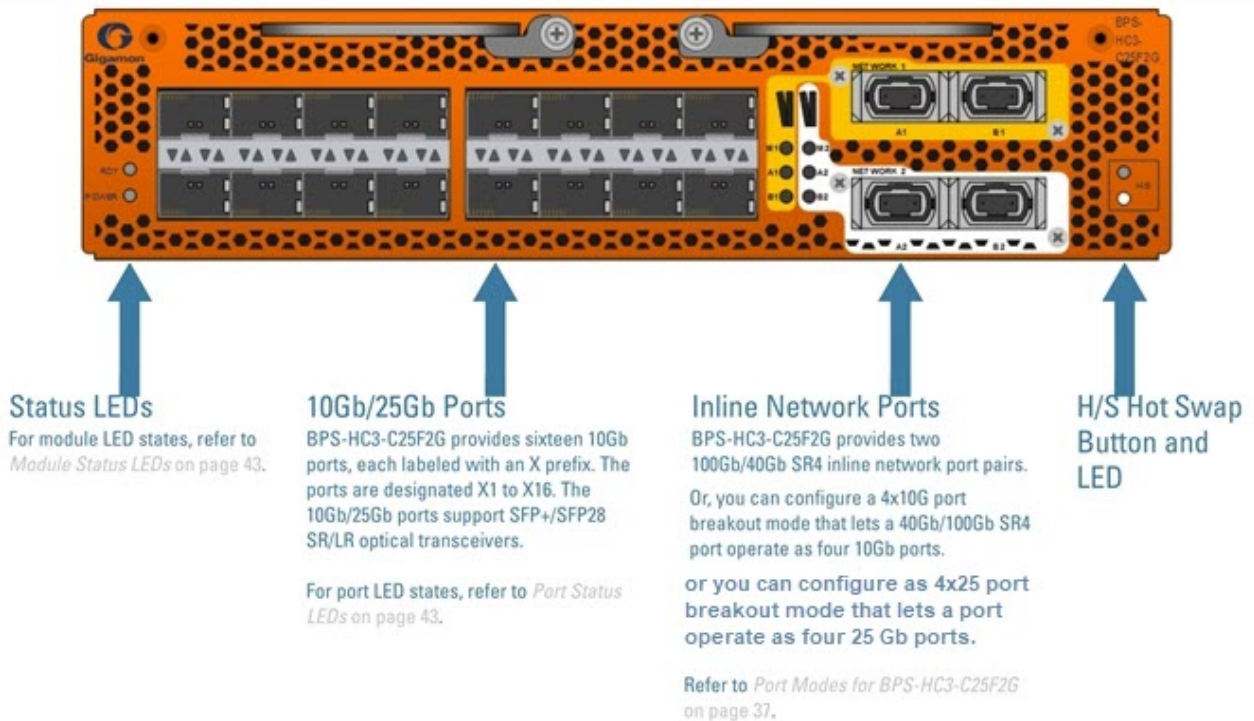 Gigamon
BPS-
HC3-
C25F2G
NETWORK 1
A1
B1
M1
M2
A1
A2
B1
B2
RDY
POWER
H/S
NETWORK 2
A2
B2
Status LEDs
For module LED states, refer to
Module Status LEDs on page 43.
10Gb/25Gb Ports
BPS-HC3-C25F2G provides sixteen 10Gb
ports, each labeled with an X prefix. The
ports are designated X1 to X16. The
10Gb/25Gb ports support SFP+/SFP28
SR/LR optical transceivers.
For port LED states, refer to Port Status
LEDs on page 43.
Inline Network Ports
BPS-HC3-C25F2G provides two
100Gb/40Gb SR4 inline network port pairs.
Or, you can configure a 4x10G port
breakout mode that lets a 40Gb/100Gb SR4
port operate as four 10Gb ports.
or you can configure as 4x25 port
breakout mode that lets a port
operate as four 25 Gb ports.
Refer to Port Modes for BPS-HC3-C25F2G
on page 37.
H/S Hot Swap
Button and
LED